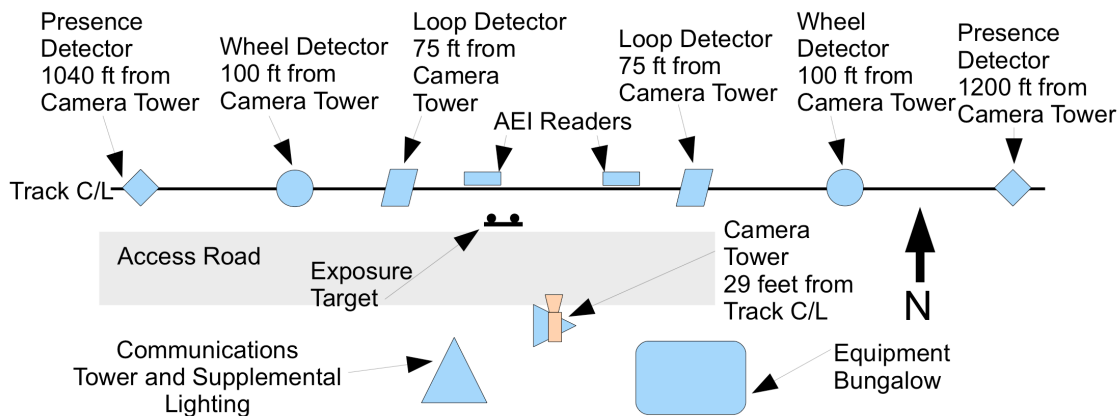 Presence
Detector
1040 ft from
Camera Tower
Wheel Detector
100 ft from
Camera Tower
Loop Detector
75 ft from
Camera
Tower
AEI Readers
Loop Detector
75 ft from
Camera Tower
Wheel
Detector
100 ft from
Camera Tower
Presence
Detector
1200 ft from
Camera Tower
Track C/L
Access Road
Exposure
Target
Camera
Tower
29 feet from
Track C/L
N
Communications
Tower and Supplemental
Lighting
Equipment
Bungalow